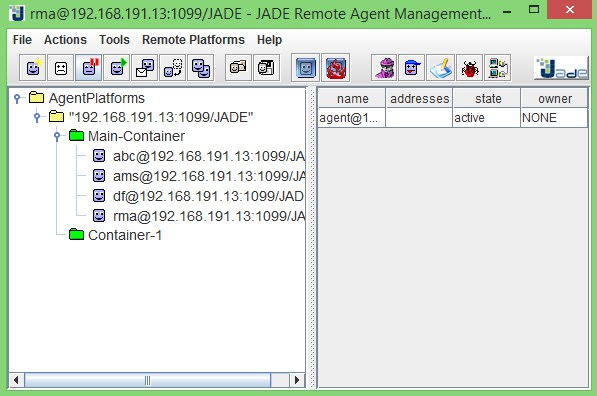 rma@192.168.191.13:1099/JADE - JADE Remote Agent Management...
File Actions Tools Remote Platforms Help
Jade
AgentPlatforms
"192.168.191.13:1099/JADE"
Main-Container
abc@192.168.191.13:1099/JA
ams@192.168.191.13:1099/JA
df@192.168.191.13:1099/JAD
rma@192.168.191.13:1099/JA
Container-1
name addresses state owner
agent@1... active NONE